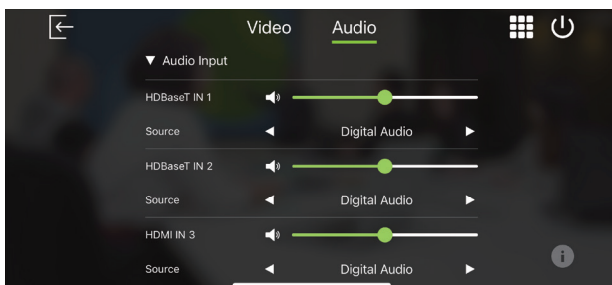 Video Audio
▼ Audio Input
HDBaseT IN 1
Source ◀ Digital Audio ▶
HDBaseT IN 2
Source ◀ Digital Audio ▶
HDMI IN 3
Source ◀ Digital Audio ▶
i